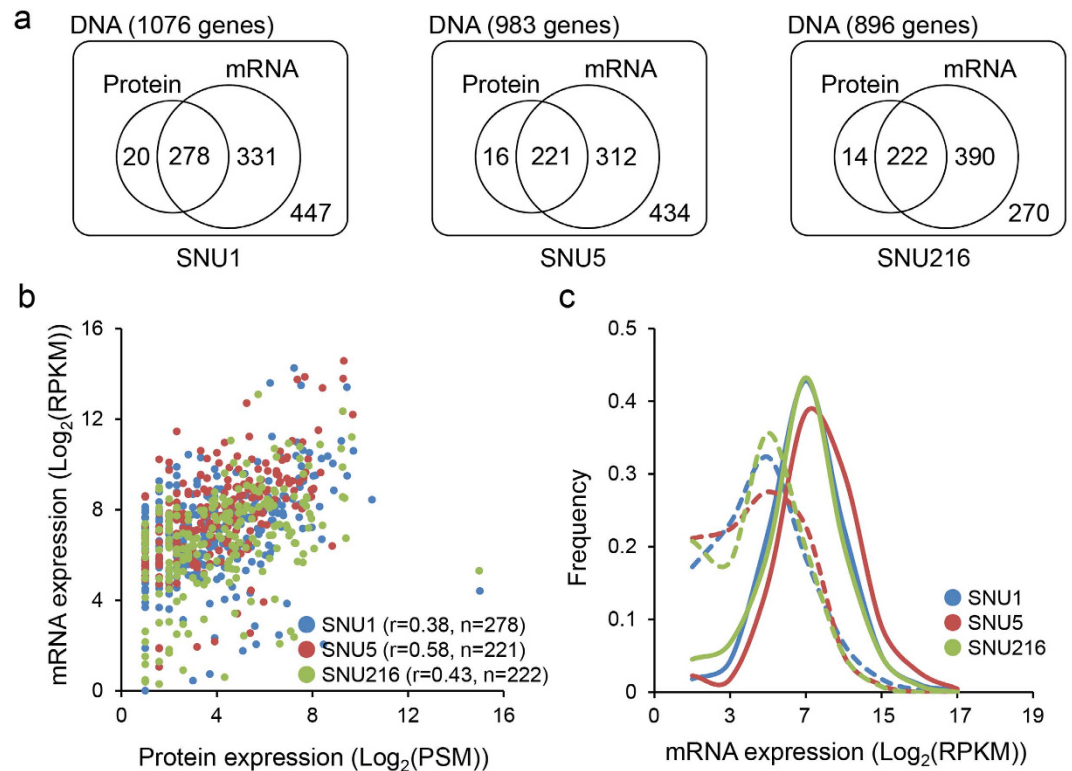 a
DNA (1076 genes)
Protein
mRNA
20
278
331
447
SNU1
DNA (983 genes)
Protein
mRNA
16
221
312
434
SNU5
DNA (896 genes)
Protein
mRNA
14
222
390
270
SNU216
b
mRNA expression (Log₂(RPKM))
16
12
8
4
0
0
4
8
12
16
Protein expression (Log₂(PSM))
SNU1 (r=0.38, n=278)
SNU5 (r=0.58, n=221)
SNU216 (r=0.43, n=222)
c
Frequency
0.5
0.4
0.3
0.2
0.1
0
0
3
7
15
17
19
mRNA expression (Log₂(RPKM))
SNU1
SNU5
SNU216